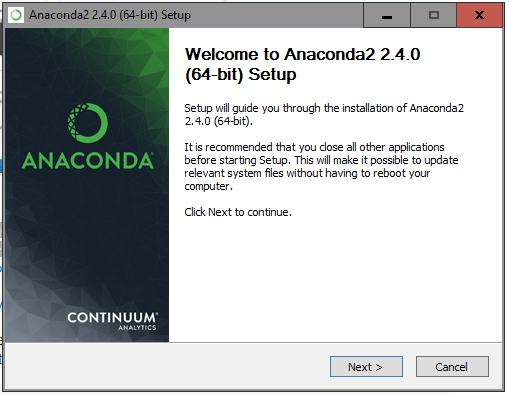 Anaconda2 2.4.0 (64-bit) Setup
ANACONDA®
CONTINUUM®
ANALYTICS
Welcome to Anaconda2 2.4.0
(64-bit) Setup
Setup will guide you through the installation of Anaconda2
2.4.0 (64-bit).
It is recommended that you close all other applications
before starting Setup. This will make it possible to update
relevant system files without having to reboot your
computer.
Click Next to continue.
Next >
Cancel